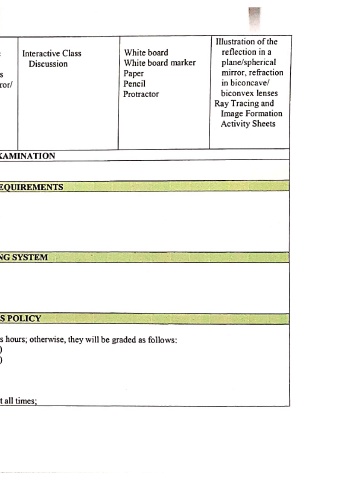 Interactive Class
Discussion
White board
White board marker
Paper
Pencil
Protractor
Illustration of the
reflection in a
plane/spherical
mirror, refraction
in biconcave/
biconvex lenses
Ray Tracing and
Image Formation
Activity Sheets
s
ror/
XAMINATION
EQUIREMENTS
NG SYSTEM
S POLICY
s hours; otherwise, they will be graded as follows:
)
)
t all times;